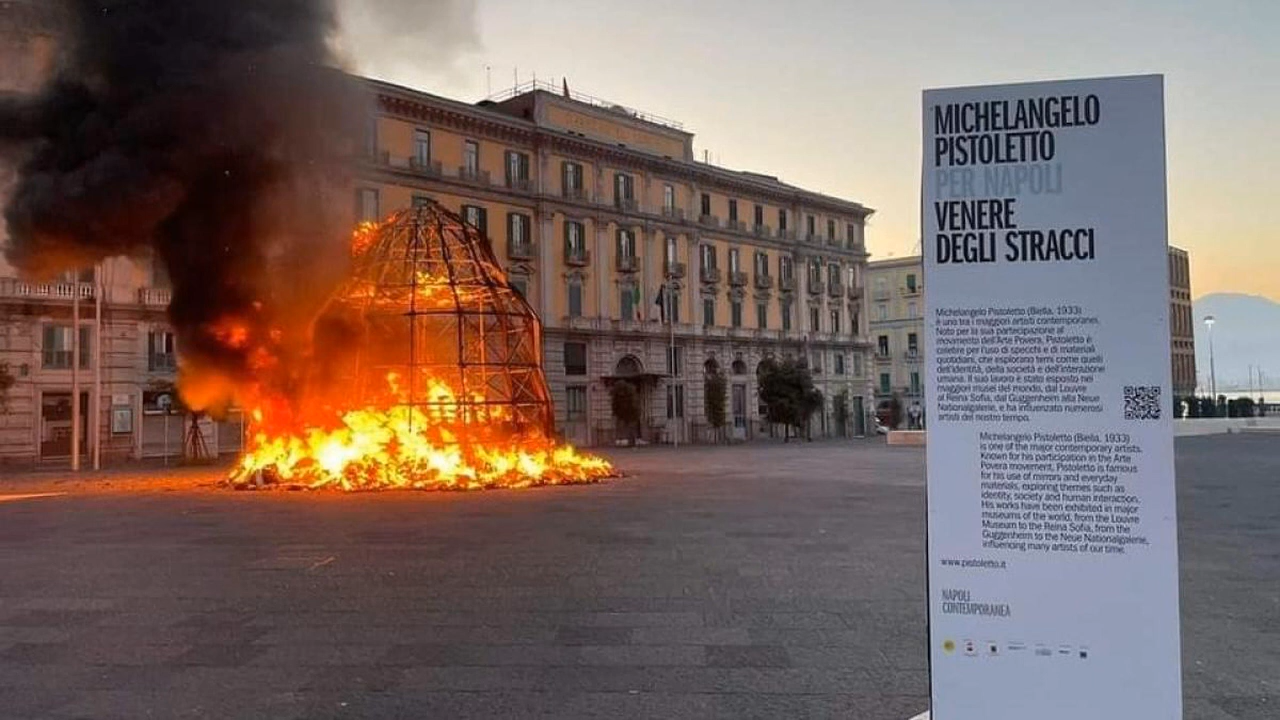 MICHELANGELO
PISTOLETTO
PER NAPOLI
VENERE
DEGLI STRACCI
Michelangelo Pistoletto (Biella, 1933)
è uno tra i maggiori artisti contemporanei.
Noto per la sua partecipazione al
movimento dell'Arte Povera, Pistoletto è
celebre per l'uso di specchi e di materiali
quotidiani, che esplorano temi come quelli
dell'identità, della società e dell'interazione
umana. Il suo lavoro è stato esposto nei
maggiori musei del mondo, dal Louvre
al Reina Sofia, dal Guggenheim alla Neue
Nationalgalerie, e ha influenzato numerosi
artisti del nostro tempo.
Michelangelo Pistoletto (Biella, 1933)
is one of the major contemporary artists.
Known for his participation in the Arte
Povera movement, Pistoletto is famous
for his use of mirrors and everyday
materials, exploring themes such as
identity, society and human interaction.
His works have been exhibited in major
museums of the world, from the Louvre
Museum to the Reina Sofia, from the
Guggenheim to the Neue Nationalgalerie,
influencing many artists of our time.
www.pistoletto.it
NAPOLI
CONTEMPORANEA